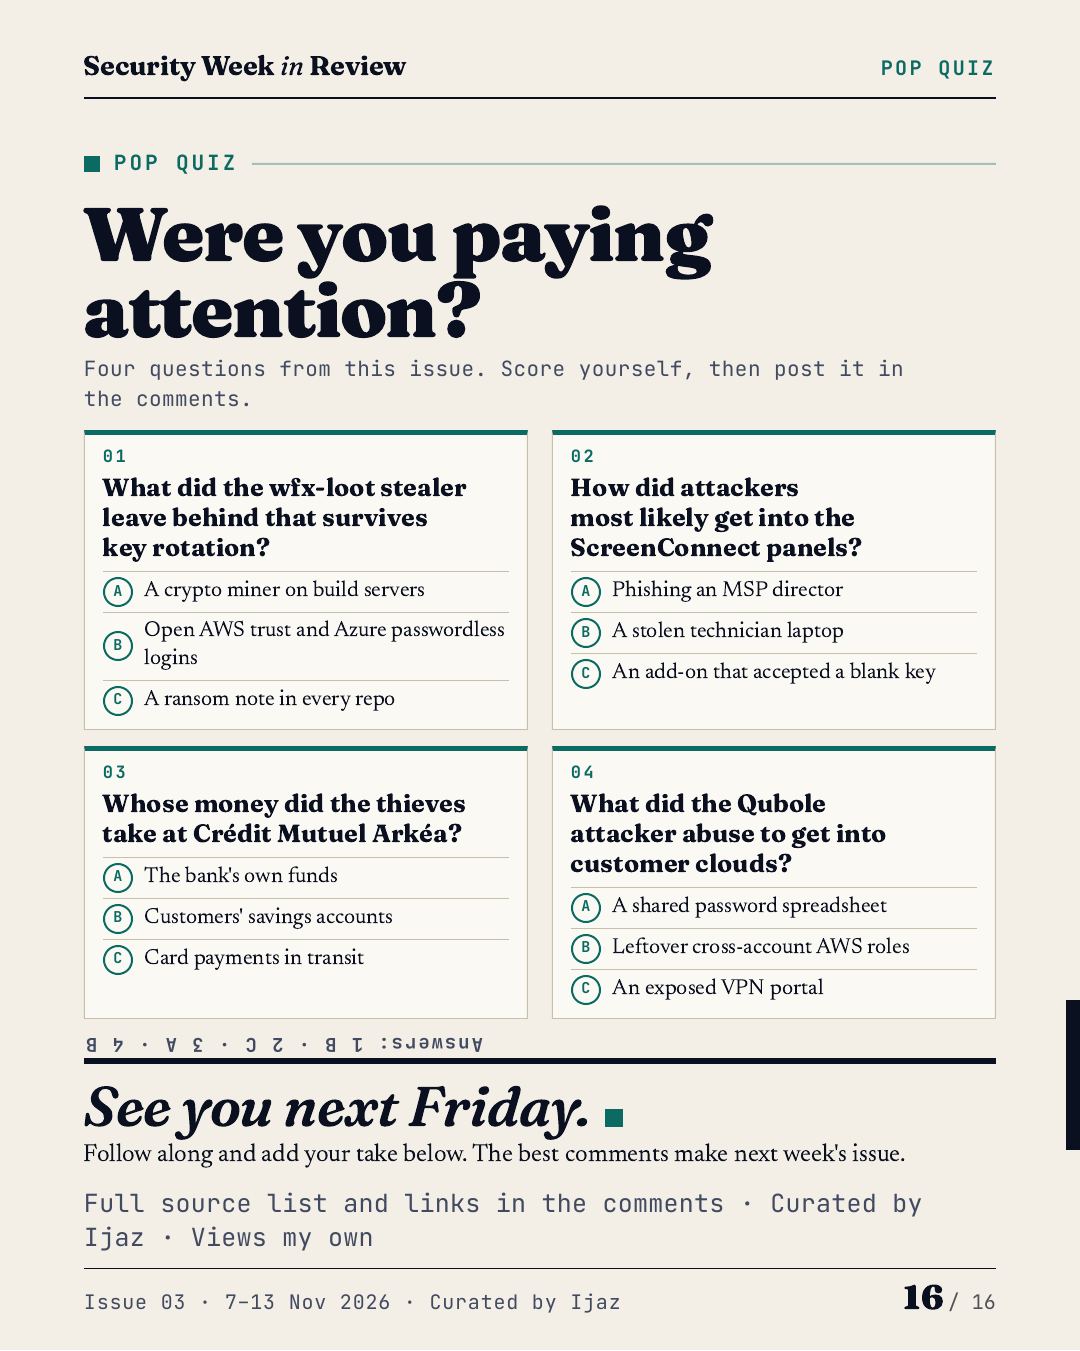 Security Week in Review
POP QUIZ
POP QUIZ
Were you paying
attention?
Four questions from this issue. Score yourself, then post it in
the comments.
01
What did the wfx-loot stealer
leave behind that survives
key rotation?
A A crypto miner on build servers
B Open AWS trust and Azure passwordless
logins
C A ransom note in every repo
02
How did attackers
most likely get into the
ScreenConnect panels?
A Phishing an MSP director
B A stolen technician laptop
C An add-on that accepted a blank key
03
Whose money did the thieves
take at Crédit Mutuel Arkéa?
A The bank's own funds
B Customers' savings accounts
C Card payments in transit
04
What did the Qubole
attacker abuse to get into
customer clouds?
A A shared password spreadsheet
B Leftover cross-account AWS roles
C An exposed VPN portal
Answers: 1 B · 2 C · 3 A · 4 B
See you next Friday.
Follow along and add your take below. The best comments make next week's issue.
Full source list and links in the comments · Curated by
Ijaz · Views my own
Issue 03 · 7–13 Nov 2026 · Curated by Ijaz
16 / 16